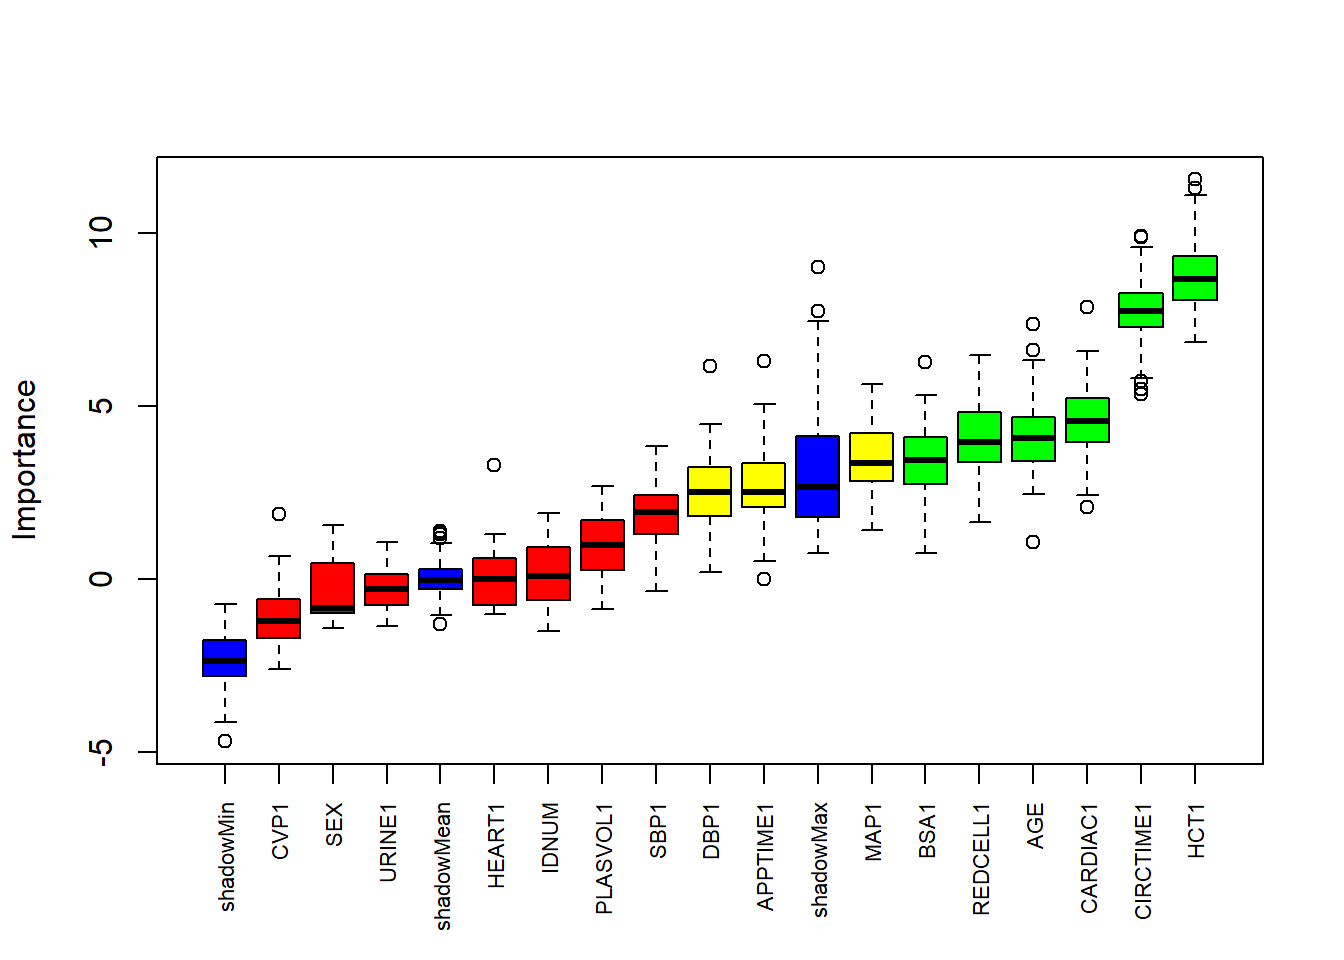 Importance
10
5
0
-5
shadowMin
CVP1
SEX
URINE1
shadowMean
HEART1
IDNUM
PLASVOL1
SBP1
DBP1
APPTIME1
shadowMax
MAP1
BSA1
REDCELL1
AGE
CARDIAC1
CIRCTIME1
HCT1